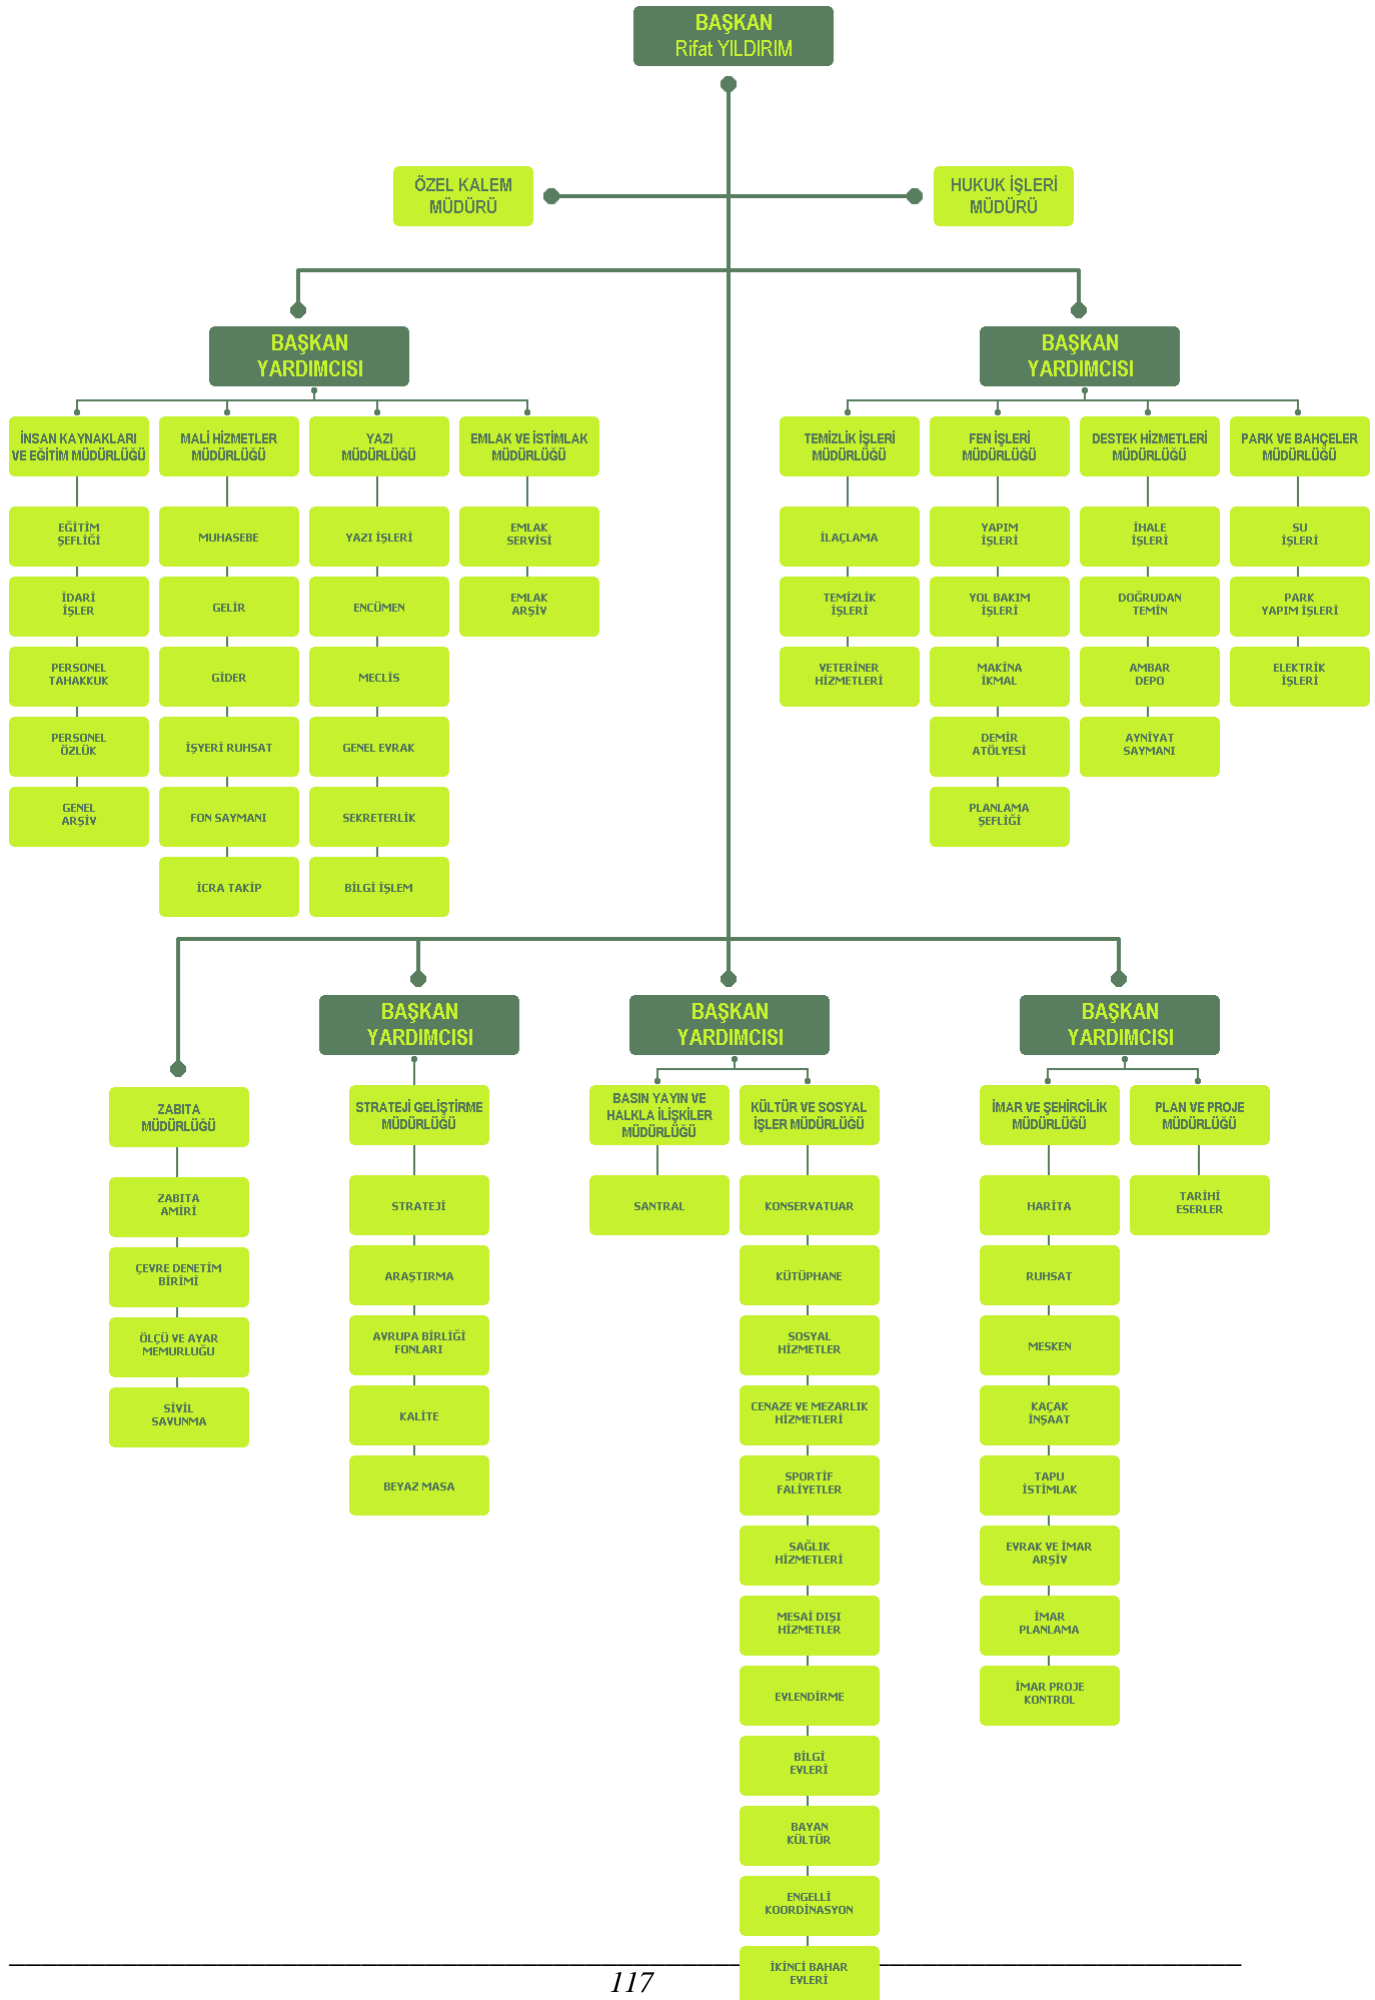 BAŞKAN
Rifat YILDIRIM
ÖZEL KALEM
MÜDÜRÜ
HUKUK İŞLERİ
MÜDÜRÜ
BAŞKAN
YARDIMCISI
İNSAN KAYNAKLARI
VE EĞİTİM MÜDÜRLÜĞÜ
EĞİTİM
ŞEFLİĞİ
İDARİ
İŞLER
PERSONEL
TAHAKKUK
PERSONEL
ÖZLÜK
GENEL
ARŞİV
MALİ HİZMETLER
MÜDÜRLÜĞÜ
MUHASEBE
GELİR
GİDER
İŞYERİ RUHSAT
FON SAYMANI
İCRA TAKİP
YAZI
MÜDÜRLÜĞÜ
YAZI İŞLERİ
ENCÜMEN
MECLİS
GENEL EVRAK
SEKRETERLİK
BİLGİ İŞLEM
EMLAK VE İSTİMLAK
MÜDÜRLÜĞÜ
EMLAK
SERVİSİ
EMLAK
ARŞİV
BAŞKAN
YARDIMCISI
TEMİZLİK İŞLERİ
MÜDÜRLÜĞÜ
İLAÇLAMA
TEMİZLİK
İŞLERİ
VETERİNER
HİZMETLERİ
FEN İŞLERİ
MÜDÜRLÜĞÜ
YAPIM
İŞLERİ
YOL BAKIM
İŞLERİ
MAKİNA
İKMAL
DEMİR
ATÖLYESİ
PLANLAMA
ŞEFLİĞİ
DESTEK HİZMETLERİ
MÜDÜRLÜĞÜ
İHALE
İŞLERİ
DOĞRUDAN
TEMİN
AMBAR
DEPO
AYNİYAT
SAYMANI
PARK VE BAHÇELER
MÜDÜRLÜĞÜ
SU
İŞLERİ
PARK
YAPIM İŞLERİ
ELEKTRİK
İŞLERİ
ZABITA
MÜDÜRLÜĞÜ
ZABITA
AMİRİ
ÇEVRE DENETİM
BİRİMİ
ÖLÇÜ VE AYAR
MEMURLUĞU
SİVİL
SAVUNMA
BAŞKAN
YARDIMCISI
STRATEJİ GELİŞTİRME
MÜDÜRLÜĞÜ
STRATEJİ
ARAŞTIRMA
AVRUPA BİRLİĞİ
FONLARI
KALİTE
BEYAZ MASA
BAŞKAN
YARDIMCISI
BASIN YAYIN VE
HALKLA İLİŞKİLER
MÜDÜRLÜĞÜ
SANTRAL
KÜLTÜR VE SOSYAL
İŞLER MÜDÜRLÜĞÜ
KONSERVATUAR
KÜTÜPHANE
SOSYAL
HİZMETLER
CENAZE VE MEZARLIK
HİZMETLERİ
SPORTİF
FALİYETLER
SAĞLIK
HİZMETLERİ
MESAİ DIŞI
HİZMETLER
EVLENDİRME
BİLGİ
EVLERİ
BAYAN
KÜLTÜR
ENGELLİ
KOORDİNASYON
İKİNCİ BAHAR
EVLERİ
BAŞKAN
YARDIMCISI
İMAR VE ŞEHİRCİLİK
MÜDÜRLÜĞÜ
HARİTA
RUHSAT
MESKEN
KAÇAK
İNŞAAT
TAPU
İSTİMLAK
EVRAK VE İMAR
ARŞİV
İMAR
PLANLAMA
İMAR PROJE
KONTROL
PLAN VE PROJE
MÜDÜRLÜĞÜ
TARİHİ
ESERLER
117